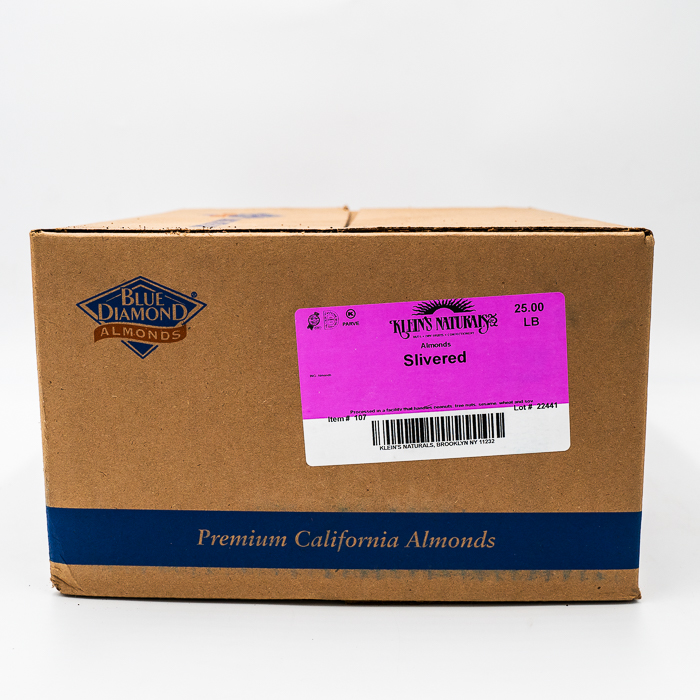 BLUE
DIAMOND®
ALMONDS
K
PARVE
KLEIN'S NATURALS
25.00
LB
Almonds
Slivered
Processed in a facility that handles peanuts, tree nuts, sesame, wheat and soy.
Item # 107
Lot # 22441
KLEIN'S NATURALS, BROOKLYN NY 11232
Premium California Almonds